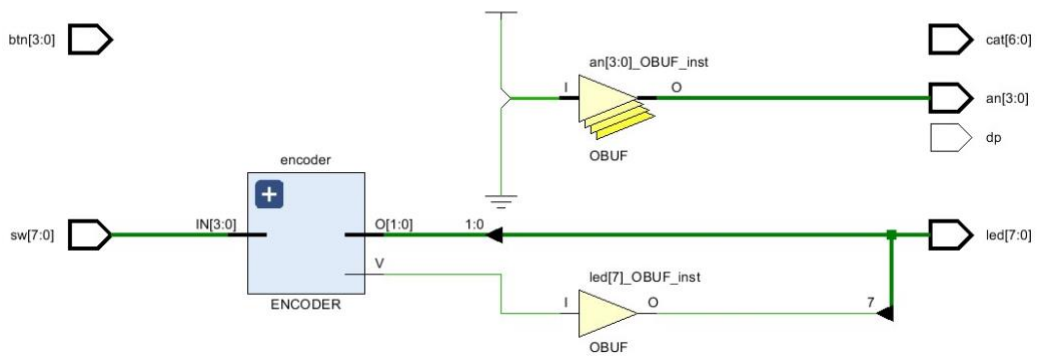 btn[3:0]
cat[6:0]
an[3:0]_OBUF_inst
I
O
an[3:0]
OBUF
dp
encoder
sw[7:0]
IN[3:0]
O[1:0]
1:0
led[7:0]
V
ENCODER
led[7]_OBUF_inst
I
O
7
OBUF